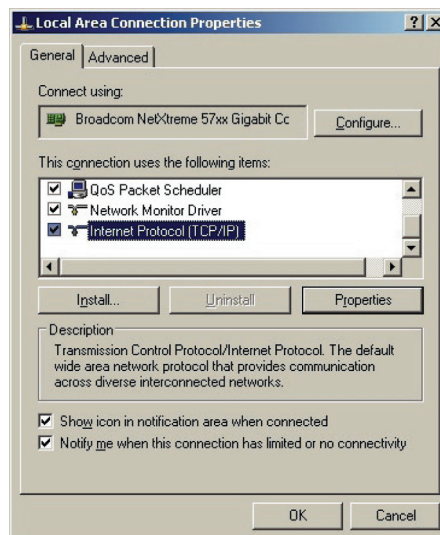 Local Area Connection Properties
General Advanced
Connect using:
Broadcom NetXtreme 57xx Gigabit Cc
Configure...
This connection uses the following items:
QoS Packet Scheduler
Network Monitor Driver
Internet Protocol (TCP/IP)
Install... Uninstall Properties
Description
Transmission Control Protocol/Internet Protocol. The default
wide area network protocol that provides communication
across diverse interconnected networks.
Show icon in notification area when connected
Notify me when this connection has limited or no connectivity
OK Cancel